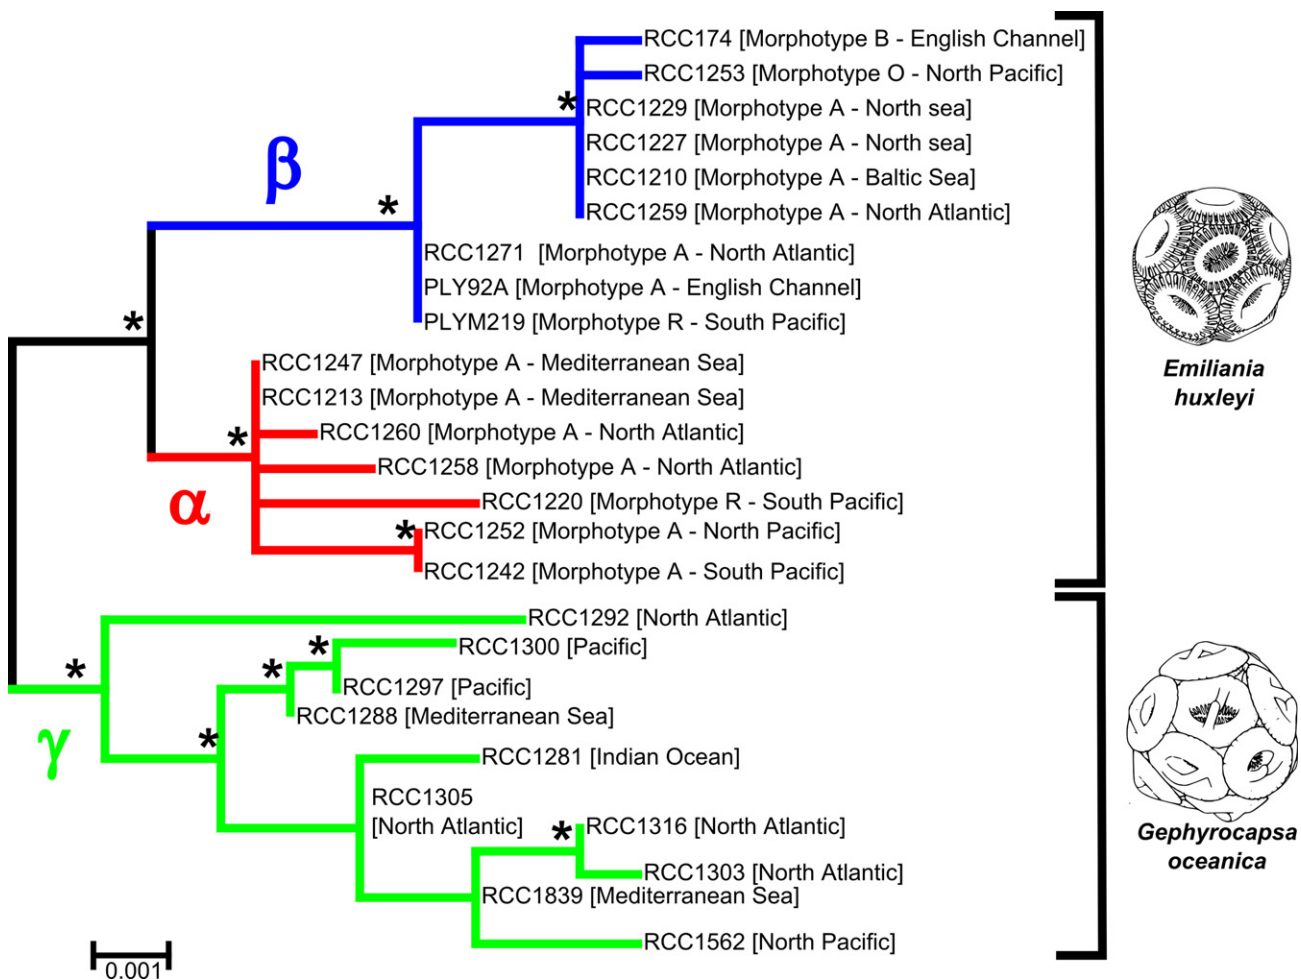 RCC174 [Morphotype B - English Channel]
RCC1253 [Morphotype O - North Pacific]
*
RCC1229 [Morphotype A - North sea]
RCC1227 [Morphotype A - North sea]
β
RCC1210 [Morphotype A - Baltic Sea]
*
RCC1259 [Morphotype A - North Atlantic]
RCC1271 [Morphotype A - North Atlantic]
PLY92A [Morphotype A - English Channel]
*
PLYM219 [Morphotype R - South Pacific]
RCC1247 [Morphotype A - Mediterranean Sea]
Emiliania
huxleyi
RCC1213 [Morphotype A - Mediterranean Sea]
*
RCC1260 [Morphotype A - North Atlantic]
RCC1258 [Morphotype A - North Atlantic]
α
RCC1220 [Morphotype R - South Pacific]
*
RCC1252 [Morphotype A - North Pacific]
RCC1242 [Morphotype A - South Pacific]
RCC1292 [North Atlantic]
*
RCC1300 [Pacific]
*
*
RCC1297 [Pacific]
RCC1288 [Mediterranean Sea]
γ
*
RCC1281 [Indian Ocean]
RCC1305
[North Atlantic]
*
RCC1316 [North Atlantic]
Gephyrocapsa
oceanica
RCC1303 [North Atlantic]
RCC1839 [Mediterranean Sea]
RCC1562 [North Pacific]
0.001